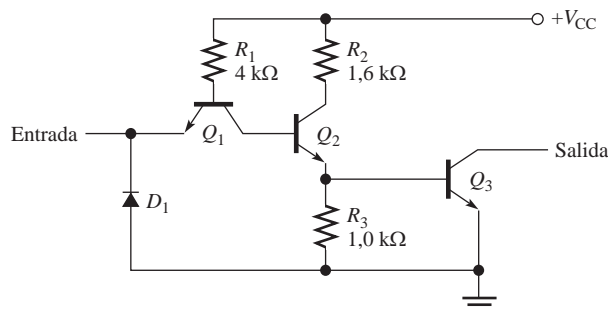 +VCC
R1
4 kΩ
R2
1,6 kΩ
Entrada
Q1
Q2
Salida
Q3
D1
R3
1,0 kΩ